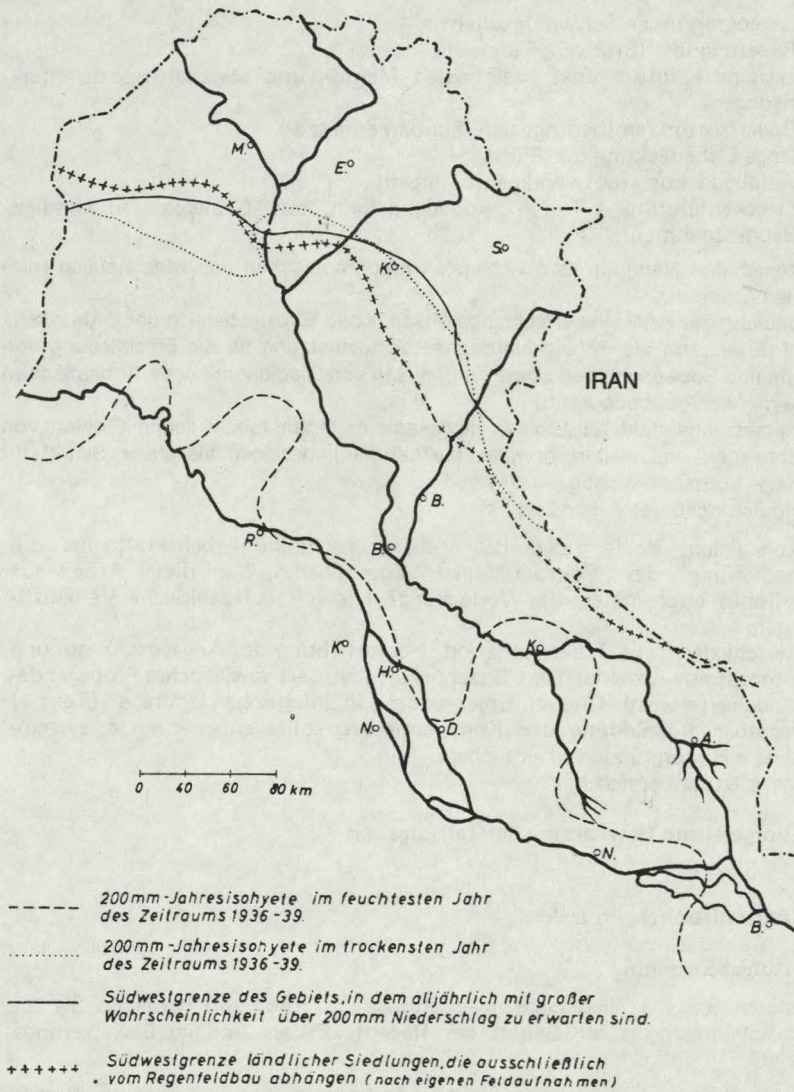 M.
E.
S.
K.
IRAN
B.
B.
R.
K.
K.
H.
N.
D.
A.
0 40 60 80 km
N.
B.
200mm-Jahresisohyete im feuchtesten Jahr
des Zeitraums 1936-39.
200mm-Jahresisohyete im trockensten Jahr
des Zeitraums 1936-39.
Südwestgrenze des Gebiets, in dem alljährlich mit großer
Wahrscheinlichkeit über 200mm Niederschlag zu erwarten sind.
Südwestgrenze ländlicher Siedlungen, die ausschließlich
vom Regenfeldbau abhängen (nach eigenen Feldaufnahmen)